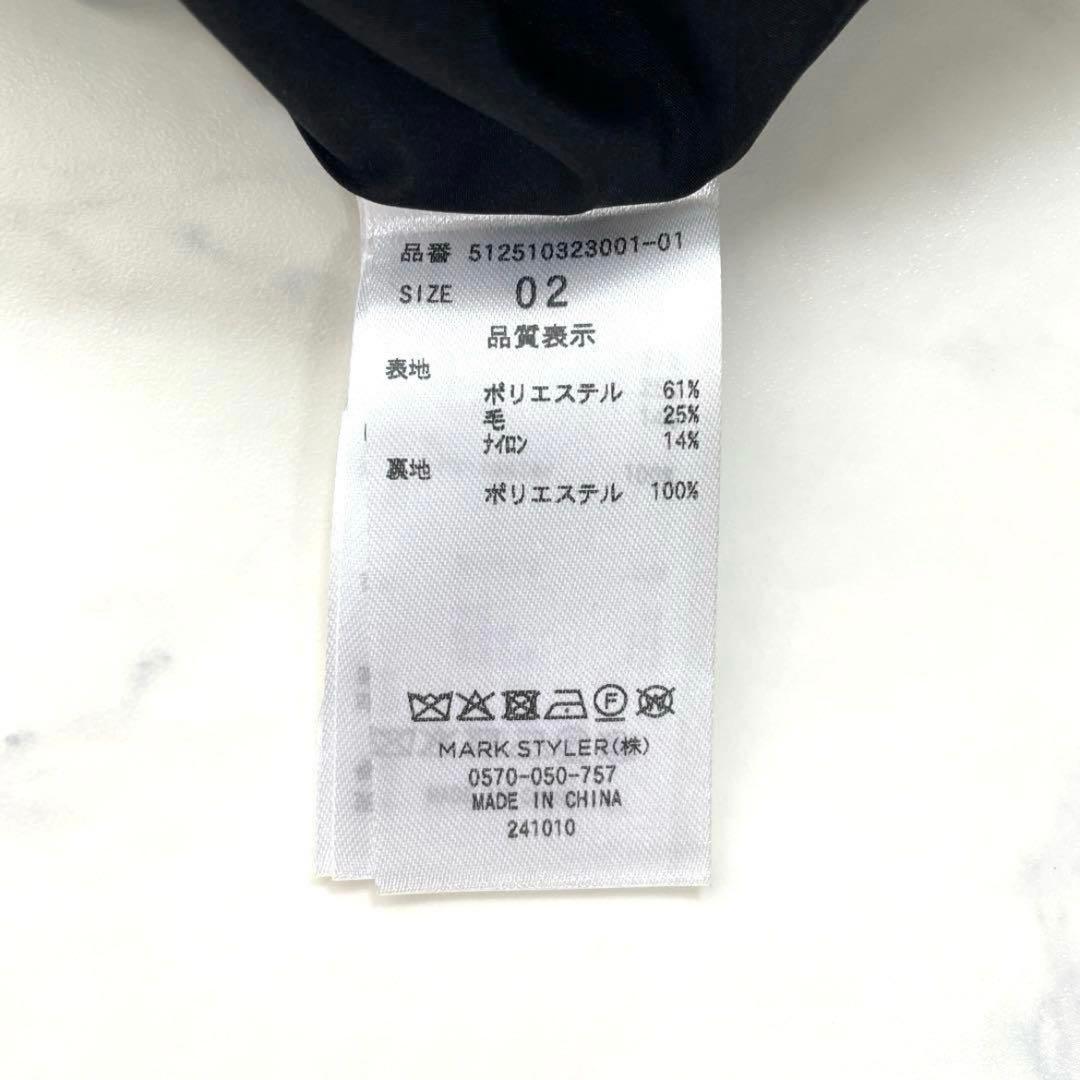 品番 512510323001-01
SIZE 02
品質表示
表地
ポリエステル 61%
毛 25%
ナイロン 14%
裏地
ポリエステル 100%
F
W
MARK STYLER(株)
0570-050-757
MADE IN CHINA
241010